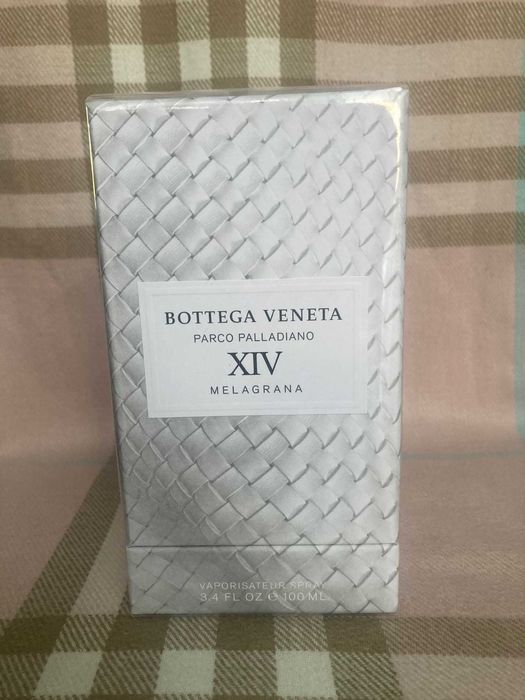 BOTTEGA VENETA
PARCO PALLADIANO
XIV
MELAGRANA
VAPORISATEUR SPRAY
3.4 FL OZ ℮ 100 ML